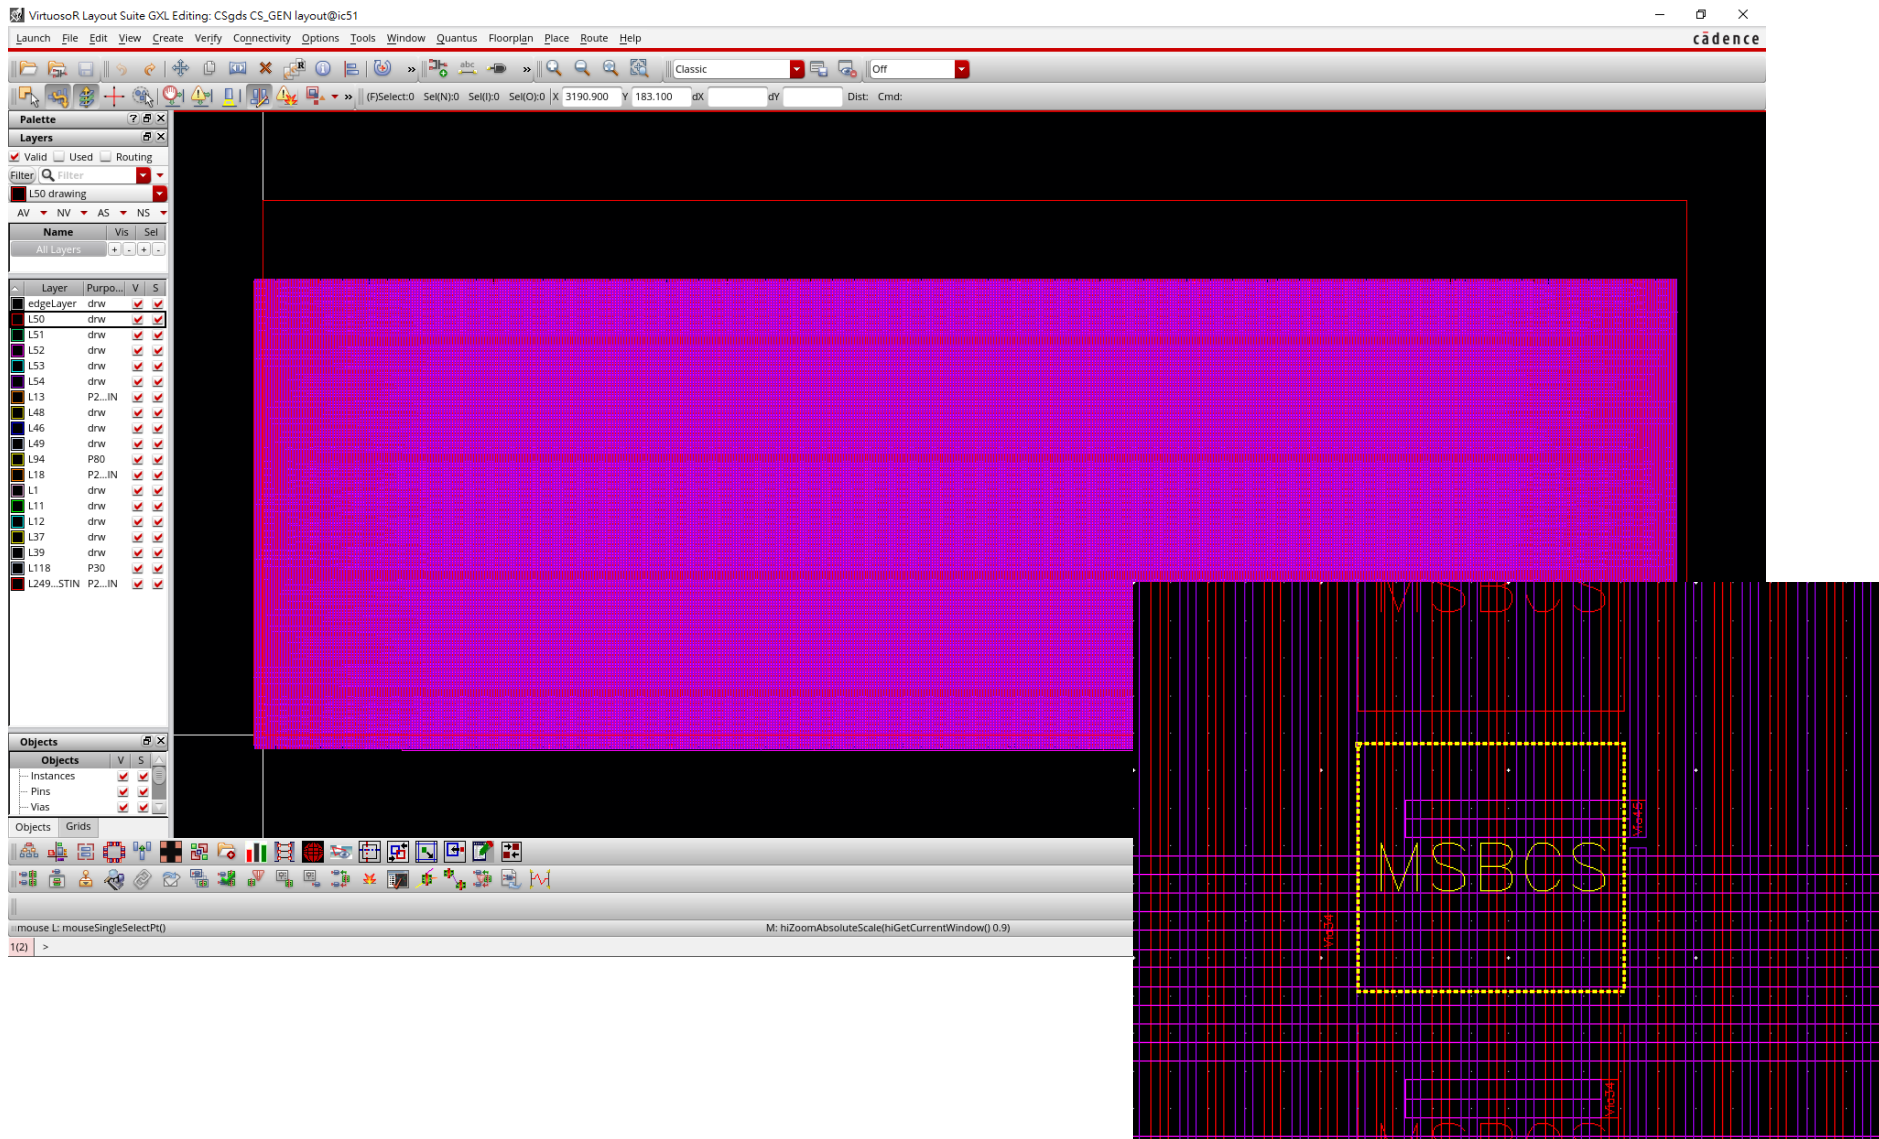 VirtuosoR Layout Suite GXL Editing: CSgds CS_GEN layout@ic51
Launch File Edit View Create Verify Connectivity Options Tools Window Quantus Floorplan Place Route Help
cādence
Classic
Off
(F)Select:0 Sel(N):0 Sel(I):0 Sel(O):0 X 3190.900 Y 183.100 dX dY Dist: Cmd:
Palette
Layers
Valid Used Routing
Filter Filter
L50 drawing
AV NV AS NS
Name Vis Sel
All Layers + - + -
Layer Purpo... V S
edgeLayer drw
L50 drw
L51 drw
L52 drw
L53 drw
L54 drw
L13 P2...IN
L48 drw
L46 drw
L49 drw
L94 P80
L18 P2...IN
L1 drw
L11 drw
L12 drw
L37 drw
L39 drw
L118 P30
L249...STIN P2...IN
Objects
Objects V S
Instances
Pins
Vias
Objects Grids
mouse L: mouseSingleSelectPt()
M: hiZoomAbsoluteScale(hiGetCurrentWindow() 0.9)
1(2) >
MSBCS
Via45
MSBCS
Via34
Via34
MSBCS